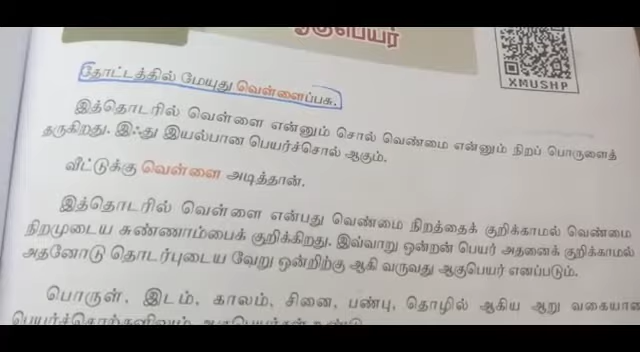 ஆகுபெயர்
XMUSHP
தோட்டத்தில் மேயுது வெள்ளைப்பசு.
இத்தொடரில் வெள்ளை என்னும் சொல் வெண்மை என்னும் நிறப் பொருளைத்
தருகிறது. இஃது இயல்பான பெயர்ச்சொல் ஆகும்.
வீட்டுக்கு வெள்ளை அடித்தான்.
இத்தொடரில் வெள்ளை என்பது வெண்மை நிறத்தைக் குறிக்காமல் வெண்மை
நிறமுடைய சுண்ணாம்பைக் குறிக்கிறது. இவ்வாறு ஒன்றன் பெயர் அதனைக் குறிக்காமல்
அதனோடு தொடர்புடைய வேறு ஒன்றிற்கு ஆகி வருவது ஆகுபெயர் எனப்படும்.
பொருள், இடம், காலம், சினை, பண்பு, தொழில் ஆகிய ஆறு வகையான